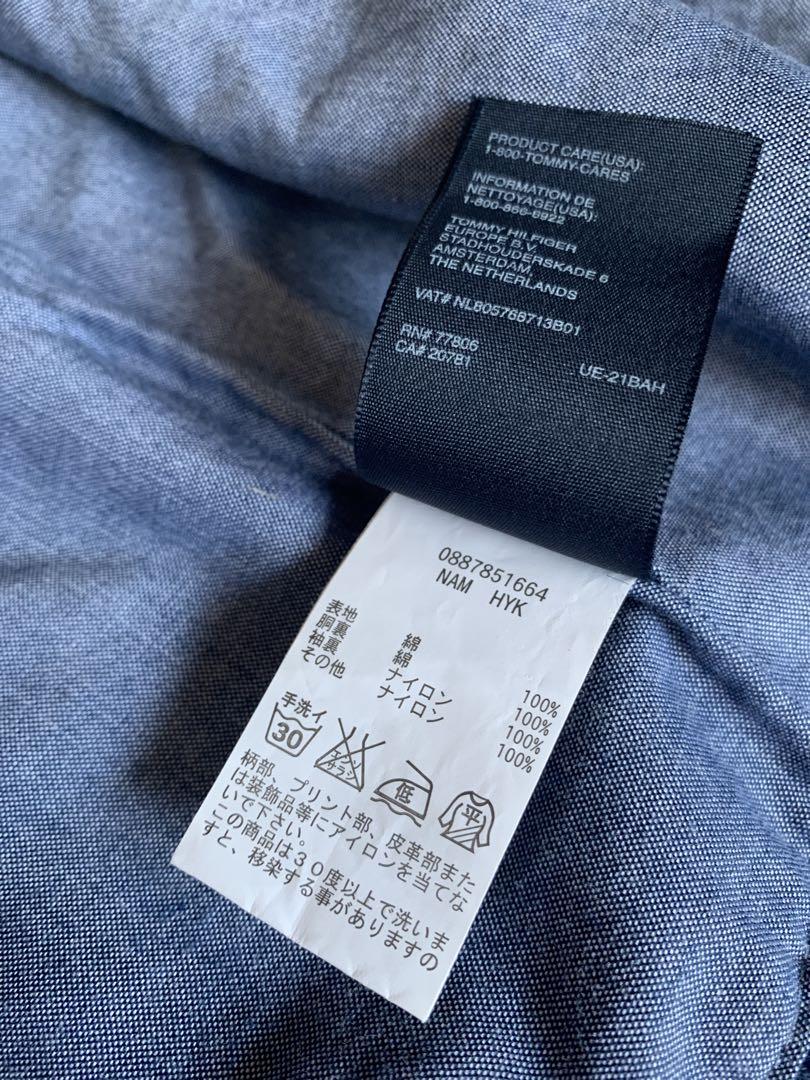 PRODUCT CARE(USA):
1-800-TOMMY-CARES
INFORMATION DE
NETTOYAGE(USA):
1-800-866-6922
TOMMY HILFIGER
EUROPE S.V.
STADHOUDERSKADE 6
AMSTERDAM
THE NETHERLANDS
VAT# NL805766713B01
RN# 77806
CA# 20781
UE-21BAH
0887851664
NAM HYK
表地 綿 100%
胴裏 綿 100%
袖裏 ナイロン 100%
その他 ナイロン 100%
手洗イ
30
低
平
柄部、プリント部、皮革部また
は装飾品等にアイロンを当てな
いで下さい。
この商品は30度以上で洗いま
すと、移染する事がありますの